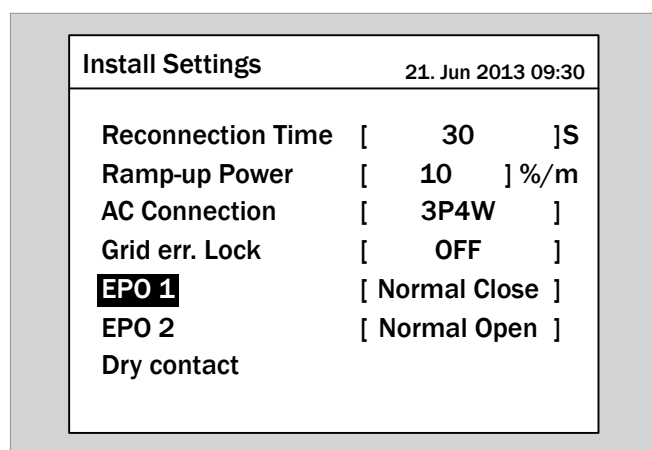 Install Settings 21. Jun 2013 09:30
Reconnection Time [ 30 ]S
Ramp-up Power [ 10 ] %/m
AC Connection [ 3P4W ]
Grid err. Lock [ OFF ]
EPO 1 [ Normal Close ]
EPO 2 [ Normal Open ]
Dry contact